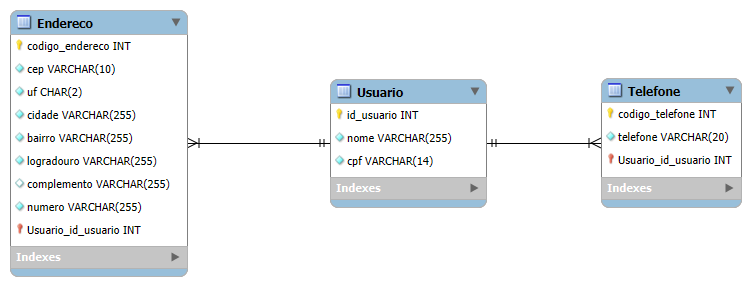 Endereco
codigo_endereco INT
cep VARCHAR(10)
uf CHAR(2)
cidade VARCHAR(255)
bairro VARCHAR(255)
logradouro VARCHAR(255)
complemento VARCHAR(255)
numero VARCHAR(255)
Usuario_id_usuario INT
Indexes
Usuario
id_usuario INT
nome VARCHAR(255)
cpf VARCHAR(14)
Indexes
Telefone
codigo_telefone INT
telefone VARCHAR(20)
Usuario_id_usuario INT
Indexes